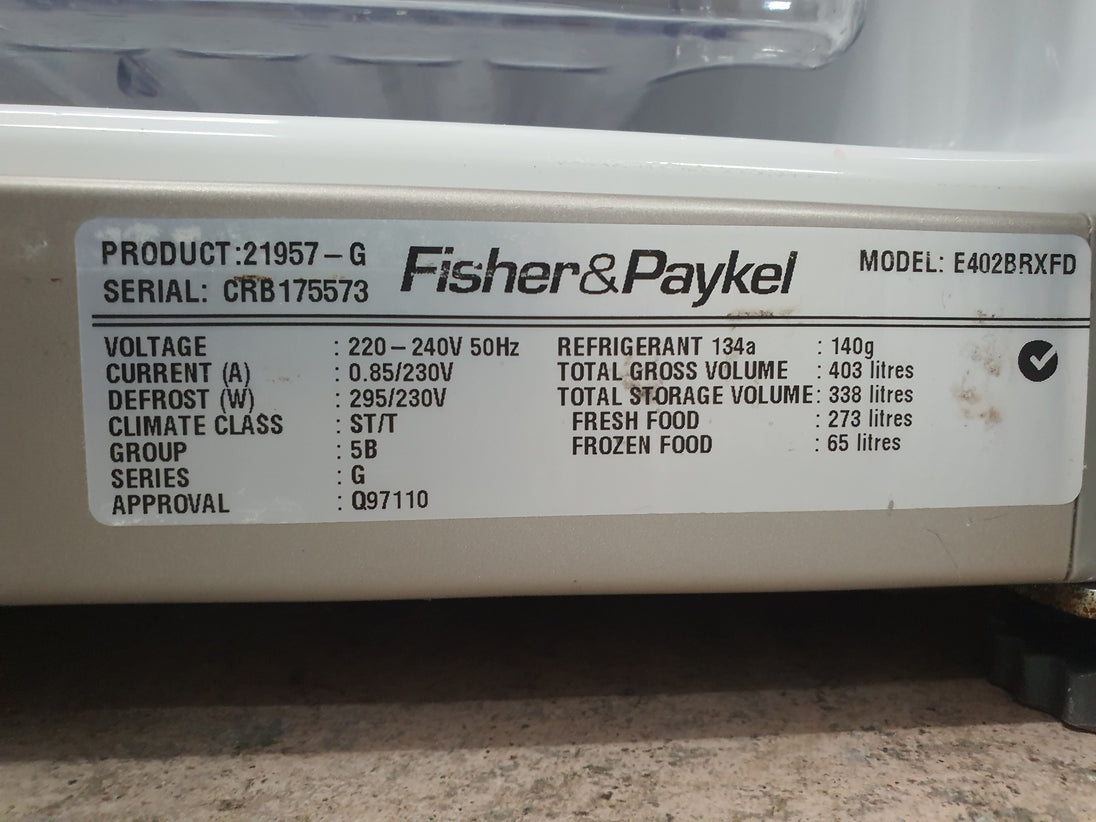 PRODUCT:21957-G
SERIAL: CRB175573
Fisher&Paykel
MODEL: E402BRXFD
VOLTAGE : 220-240V 50Hz
CURRENT (A) : 0.85/230V
DEFROST (W) : 295/230V
CLIMATE CLASS : ST/T
GROUP : 5B
SERIES : G
APPROVAL : Q97110
REFRIGERANT 134a : 140g
TOTAL GROSS VOLUME : 403 litres
TOTAL STORAGE VOLUME: 338 litres
FRESH FOOD : 273 litres
FROZEN FOOD : 65 litres